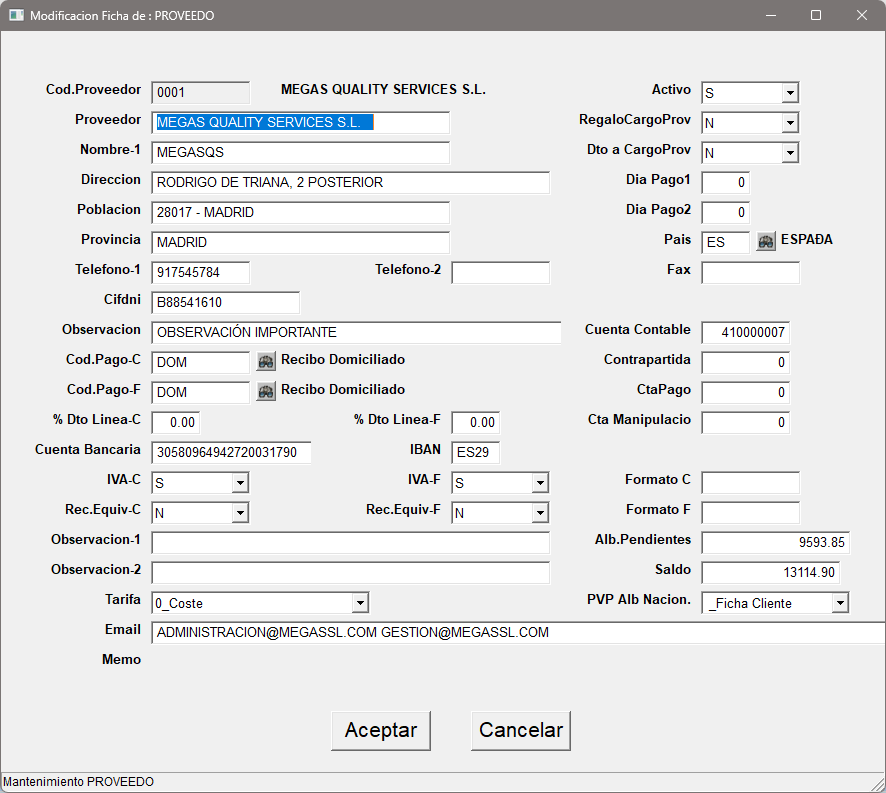 Modificacion Ficha de : PROVEEDO
Cod.Proveedor 0001 MEGAS QUALITY SERVICES S.L. Activo S
Proveedor MEGAS QUALITY SERVICES S.L. RegaloCargoProv N
Nombre-1 MEGASQS Dto a CargoProv N
Direccion RODRIGO DE TRIANA, 2 POSTERIOR Dia Pago1 0
Poblacion 28017 - MADRID Dia Pago2 0
Provincia MADRID Pais ES ESPAÐA
Telefono-1 917545784 Telefono-2 Fax
Cifdni B88541610
Observacion OBSERVACIÓN IMPORTANTE Cuenta Contable 410000007
Cod.Pago-C DOM Recibo Domiciliado Contrapartida 0
Cod.Pago-F DOM Recibo Domiciliado CtaPago 0
% Dto Linea-C 0.00 % Dto Linea-F 0.00 Cta Manipulacio 0
Cuenta Bancaria 30580964942720031790 IBAN ES29
IVA-C S IVA-F S Formato C
Rec.Equiv-C N Rec.Equiv-F N Formato F
Observacion-1 Alb.Pendientes 9593.85
Observacion-2 Saldo 13114.90
Tarifa 0_Coste PVP Alb Nacion. _Ficha Cliente
Email ADMINISTRACION@MEGASSL.COM GESTION@MEGASSL.COM
Memo
Aceptar Cancelar
Mantenimiento PROVEEDO